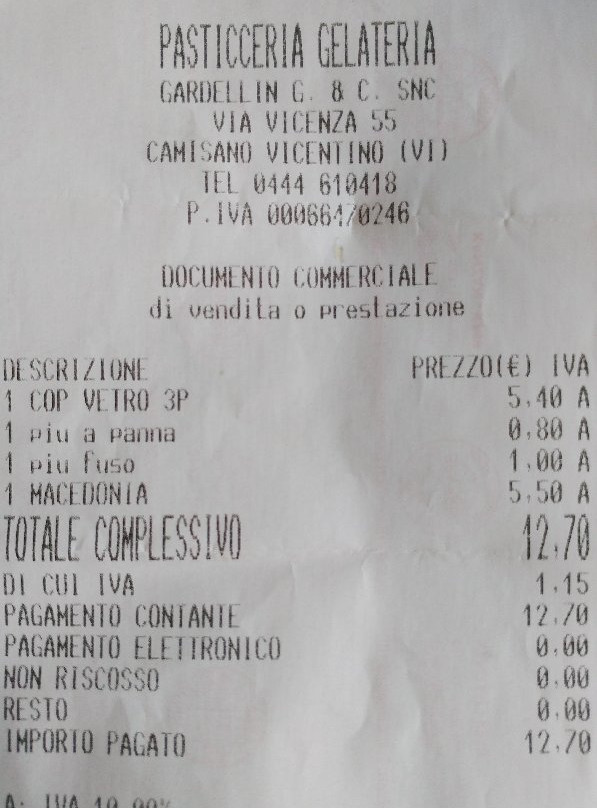 PASTICCERIA GELATERIA
GARDELLIN G. & C. SNC
VIA VICENZA 55
CAMISANO VICENTINO (VI)
TEL 0444 610418
P.IVA 00066470246
DOCUMENTO COMMERCIALE
di vendita o prestazione
DESCRIZIONE PREZZO(€) IVA
1 COP VETRO 3P 5,40 A
1 piu a panna 0,80 A
1 piu fuso 1,00 A
1 MACEDONIA 5,50 A
TOTALE COMPLESSIVO 12,70
DI CUI IVA 1,15
PAGAMENTO CONTANTE 12,70
PAGAMENTO ELETTRONICO 0,00
NON RISCOSSO 0,00
RESTO 0,00
IMPORTO PAGATO 12,70
A: IVA 10,00%